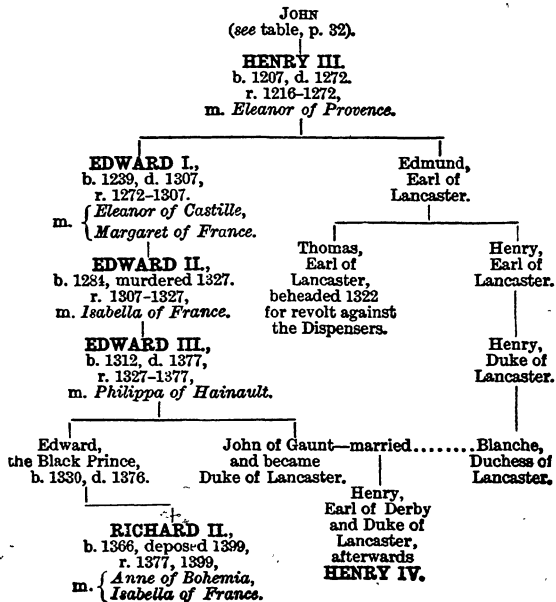 JOHN
(see table, p. 32).
HENRY III.
b. 1207, d. 1272.
r. 1216–1272,
m. Eleanor of Provence.
EDWARD I.,
b. 1239, d. 1307,
r. 1272–1307.
m. { Eleanor of Castille,
Margaret of France.
Edmund,
Earl of
Lancaster.
EDWARD II.,
b. 1284, murdered 1327.
r. 1307–1327,
m. Isabella of France.
Thomas,
Earl of
Lancaster,
beheaded 1322
for revolt against
the Dispensers.
Henry,
Earl of
Lancaster.
EDWARD III.,
b. 1312, d. 1377,
r. 1327–1377,
m. Philippa of Hainault.
Henry,
Duke of
Lancaster.
Edward,
the Black Prince,
b. 1330, d. 1376.
John of Gaunt—married........Blanche,
and became
Duke of Lancaster.
Duchess of
Lancaster.
RICHARD II.,
b. 1366, deposed 1399,
r. 1377, 1399,
m. { Anne of Bohemia,
Isabella of France.
Henry,
Earl of Derby
and Duke of
Lancaster,
afterwards
HENRY IV.